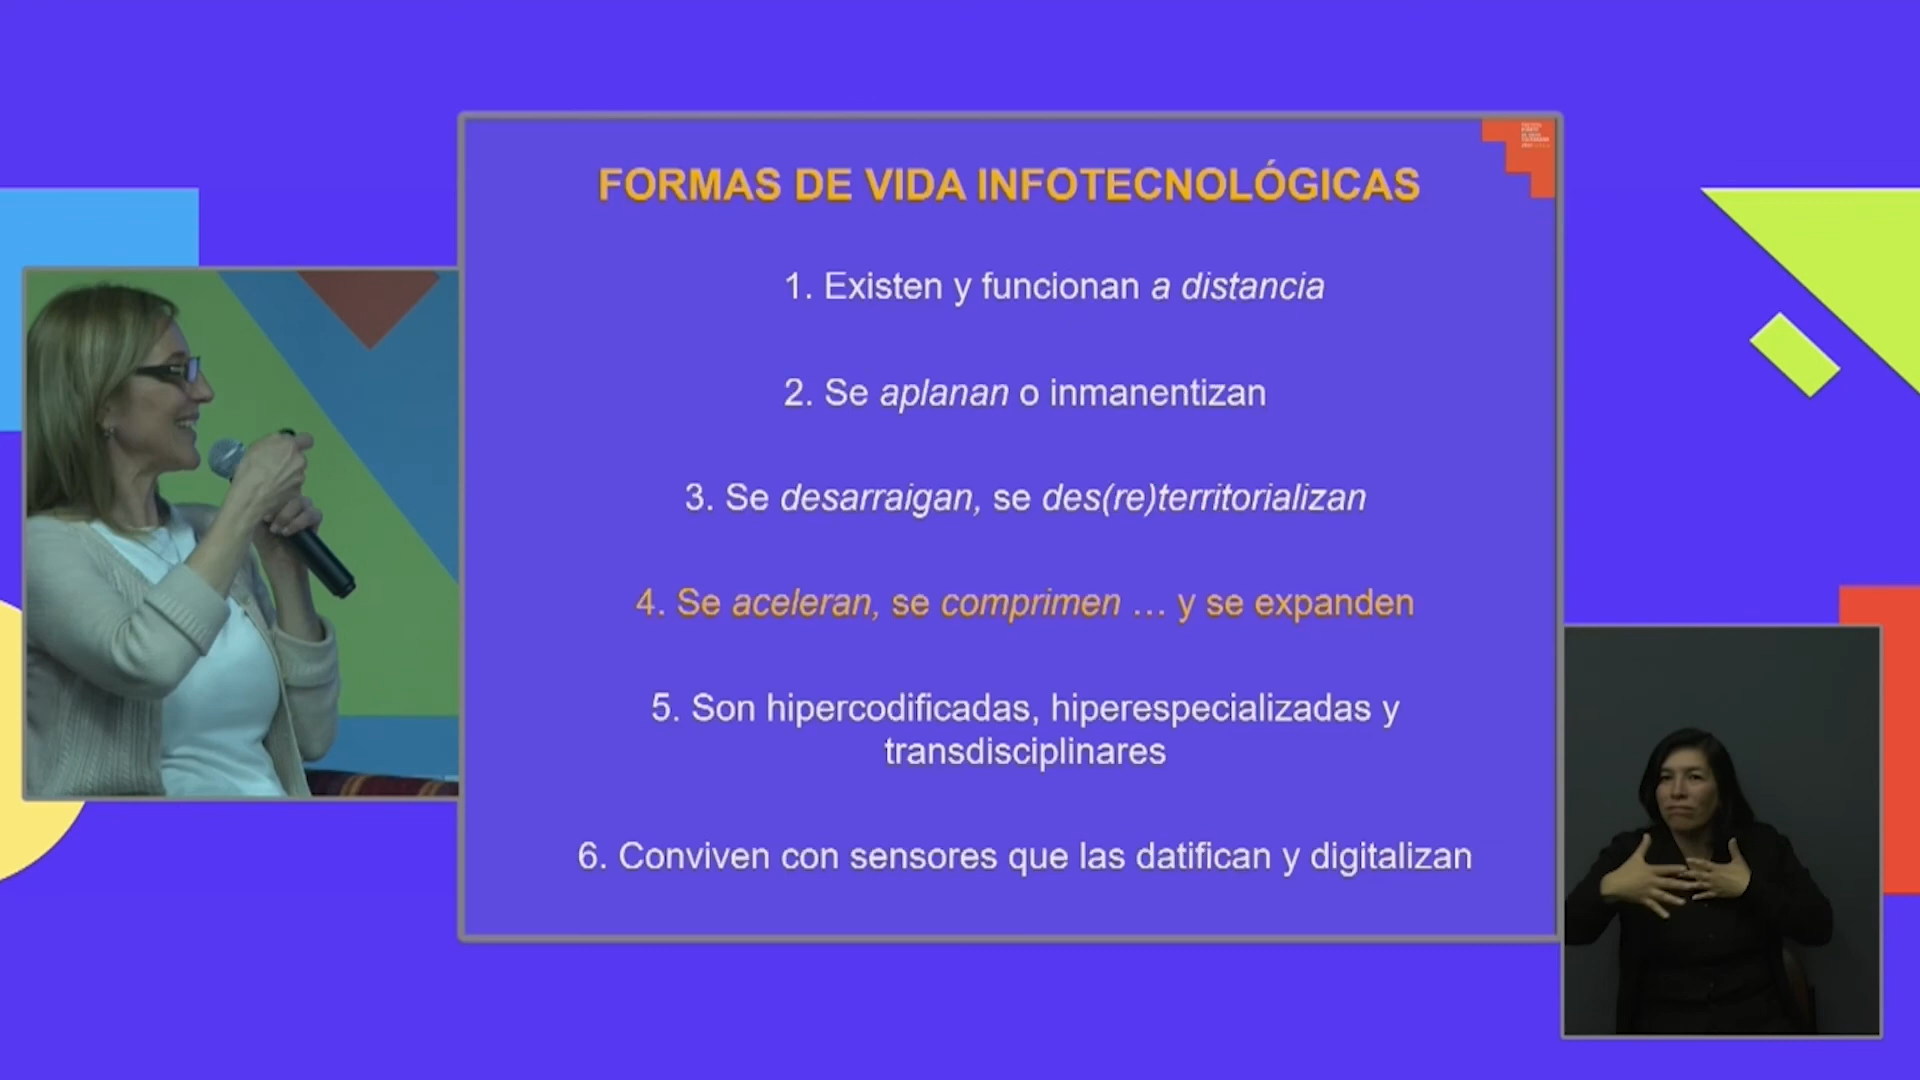 FORMAS DE VIDA INFOTECNOLÓGICAS
1. Existen y funcionan a distancia
2. Se aplanan o inmanentizan
3. Se desarraigan, se des(re)territorializan
4. Se aceleran, se comprimen … y se expanden
5. Son hipercodificadas, hiperespecializadas y
transdisciplinares
6. Conviven con sensores que las datifican y digitalizan